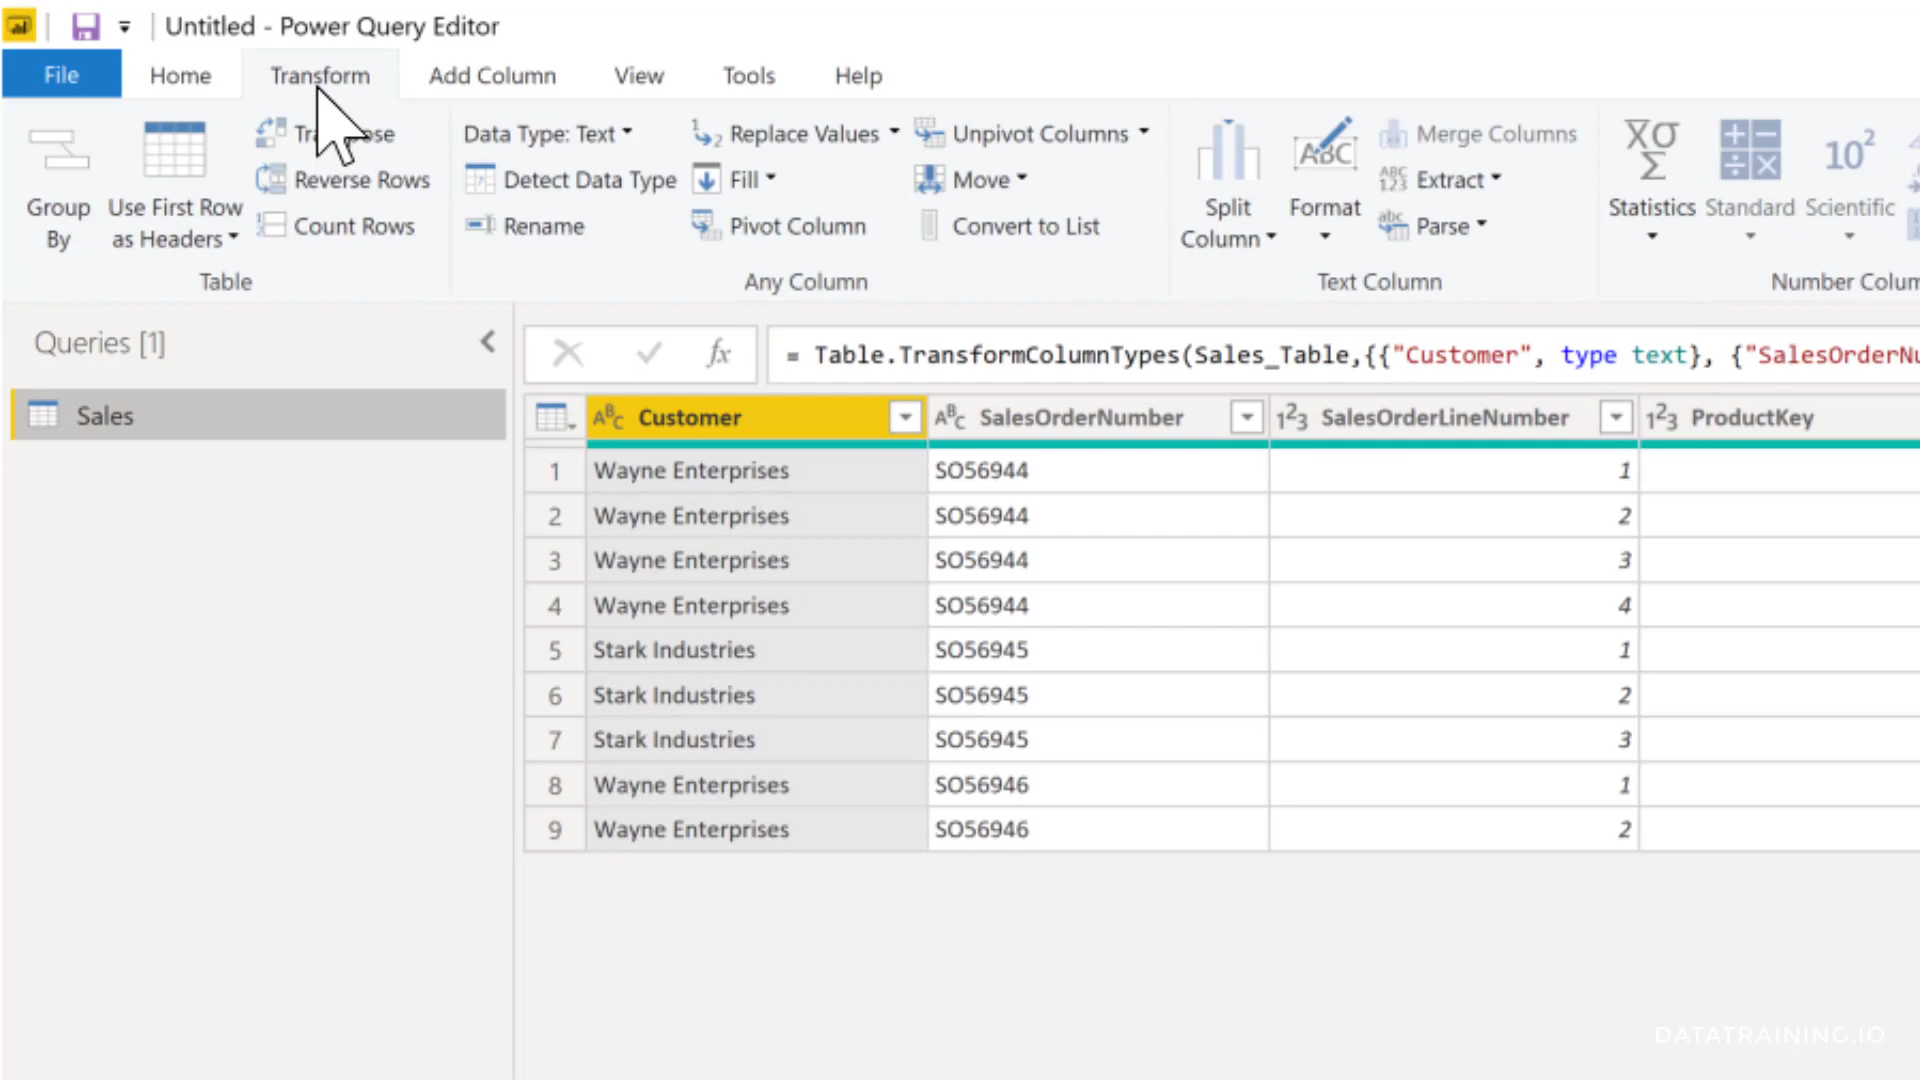 Untitled - Power Query Editor
File Home Transform Add Column View Tools Help
Group By
Use First Row as Headers
Reverse Rows
Count Rows
Table
Data Type: Text
Detect Data Type
Rename
Replace Values
Fill
Pivot Column
Unpivot Columns
Move
Convert to List
Any Column
Split Column
Format
Merge Columns
Extract
Parse
Text Column
Statistics
Standard
Scientific
Number Colum
Queries [1]
Sales
fx
= Table.TransformColumnTypes(Sales_Table,{{"Customer", type text}, {"SalesOrderNu
Customer SalesOrderNumber SalesOrderLineNumber ProductKey
1 Wayne Enterprises SO56944 1
2 Wayne Enterprises SO56944 2
3 Wayne Enterprises SO56944 3
4 Wayne Enterprises SO56944 4
5 Stark Industries SO56945 1
6 Stark Industries SO56945 2
7 Stark Industries SO56945 3
8 Wayne Enterprises SO56946 1
9 Wayne Enterprises SO56946 2
DATATRAINING.IO